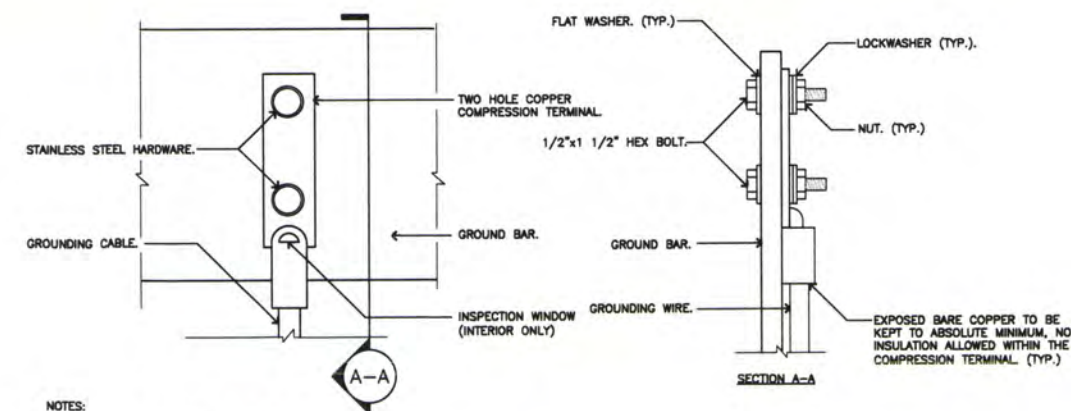 STAINLESS STEEL HARDWARE.
GROUNDING CABLE.
TWO HOLE COPPER
COMPRESSION TERMINAL.
GROUND BAR.
INSPECTION WINDOW
(INTERIOR ONLY)
A-A
FLAT WASHER. (TYP.)
LOCKWASHER (TYP.).
1/2"x1 1/2" HEX BOLT.
NUT. (TYP.)
GROUND BAR.
GROUNDING WIRE.
EXPOSED BARE COPPER TO BE
KEPT TO ABSOLUTE MINIMUM, NO
INSULATION ALLOWED WITHIN THE
COMPRESSION TERMINAL (TYP.)
SECTION A-A
NOTES: